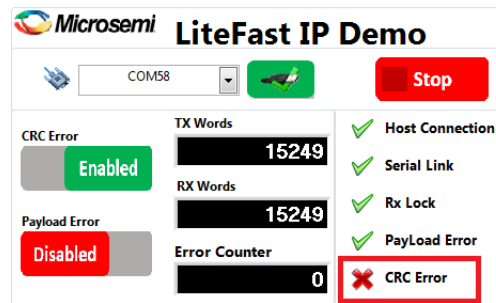 Microsemi
LiteFast IP Demo
COM58
Stop
CRC Error
Enabled
Payload Error
Disabled
TX Words
15249
RX Words
15249
Error Counter
0
Host Connection
Serial Link
Rx Lock
PayLoad Error
CRC Error